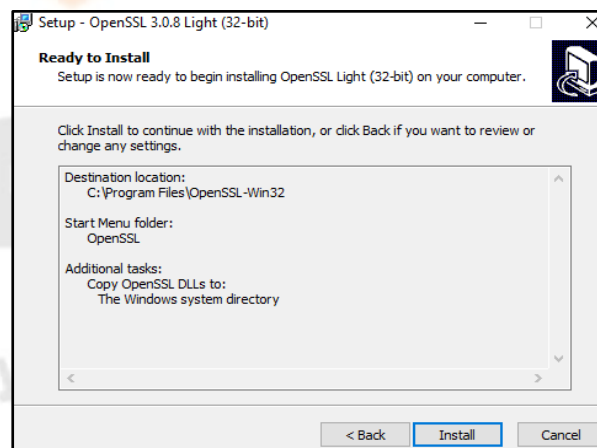 Setup - OpenSSL 3.0.8 Light (32-bit)
Ready to Install
Setup is now ready to begin installing OpenSSL Light (32-bit) on your computer.
Click Install to continue with the installation, or click Back if you want to review or
change any settings.
Destination location:
C:\Program Files\OpenSSL-Win32
Start Menu folder:
OpenSSL
Additional tasks:
Copy OpenSSL DLLs to:
The Windows system directory
< Back
Install
Cancel